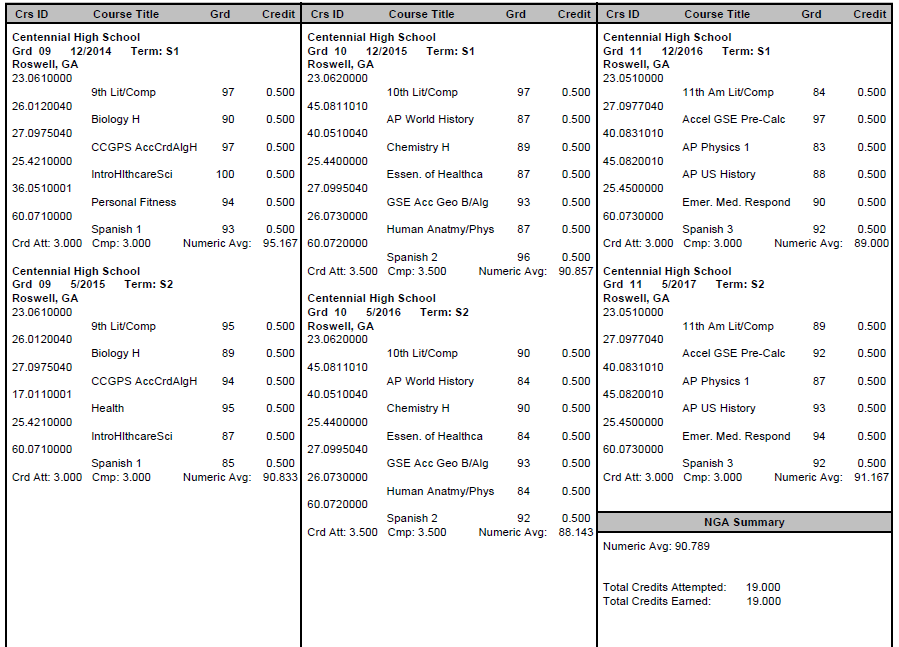 Crs ID Course Title Grd Credit
Centennial High School
Grd 09 12/2014 Term: S1
Roswell, GA
23.0610000
9th Lit/Comp 97 0.500
26.0120040
Biology H 90 0.500
27.0975040
CCGPS AccCrdAlgH 97 0.500
25.4210000
IntroHlthcareSci 100 0.500
36.0510001
Personal Fitness 94 0.500
60.0710000
Spanish 1 93 0.500
Crd Att: 3.000 Cmp: 3.000 Numeric Avg: 95.167
Centennial High School
Grd 09 5/2015 Term: S2
Roswell, GA
23.0610000
9th Lit/Comp 95 0.500
26.0120040
Biology H 89 0.500
27.0975040
CCGPS AccCrdAlgH 94 0.500
17.0110001
Health 95 0.500
25.4210000
IntroHlthcareSci 87 0.500
60.0710000
Spanish 1 85 0.500
Crd Att: 3.000 Cmp: 3.000 Numeric Avg: 90.833
Crs ID Course Title Grd Credit
Centennial High School
Grd 10 12/2015 Term: S1
Roswell, GA
23.0620000
10th Lit/Comp 97 0.500
45.0811010
AP World History 87 0.500
40.0510040
Chemistry H 89 0.500
25.4400000
Essen. of Healthca 87 0.500
27.0995040
GSE Acc Geo B/Alg 93 0.500
26.0730000
Human Anatmy/Phys 87 0.500
60.0720000
Spanish 2 96 0.500
Crd Att: 3.500 Cmp: 3.500 Numeric Avg: 90.857
Centennial High School
Grd 10 5/2016 Term: S2
Roswell, GA
23.0620000
10th Lit/Comp 90 0.500
45.0811010
AP World History 84 0.500
40.0510040
Chemistry H 90 0.500
25.4400000
Essen. of Healthca 84 0.500
27.0995040
GSE Acc Geo B/Alg 93 0.500
26.0730000
Human Anatmy/Phys 84 0.500
60.0720000
Spanish 2 92 0.500
Crd Att: 3.500 Cmp: 3.500 Numeric Avg: 88.143
Crs ID Course Title Grd Credit
Centennial High School
Grd 11 12/2016 Term: S1
Roswell, GA
23.0510000
11th Am Lit/Comp 84 0.500
27.0977040
Accel GSE Pre-Calc 97 0.500
40.0831010
AP Physics 1 83 0.500
45.0820010
AP US History 88 0.500
25.4500000
Emer. Med. Respond 90 0.500
60.0730000
Spanish 3 92 0.500
Crd Att: 3.000 Cmp: 3.000 Numeric Avg: 89.000
Centennial High School
Grd 11 5/2017 Term: S2
Roswell, GA
23.0510000
11th Am Lit/Comp 89 0.500
27.0977040
Accel GSE Pre-Calc 92 0.500
40.0831010
AP Physics 1 87 0.500
45.0820010
AP US History 93 0.500
25.4500000
Emer. Med. Respond 94 0.500
60.0730000
Spanish 3 92 0.500
Crd Att: 3.000 Cmp: 3.000 Numeric Avg: 91.167
NGA Summary
Numeric Avg: 90.789
Total Credits Attempted: 19.000
Total Credits Earned: 19.000